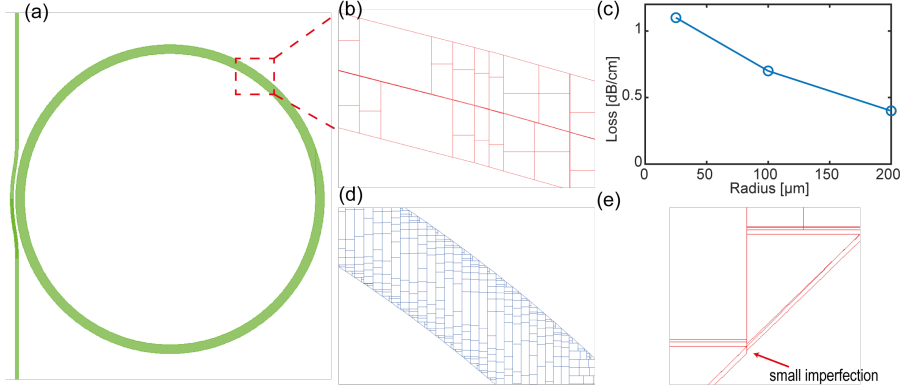 (a)
(b)
(c)
1
0.5
0
Loss [dB/cm]
0
50
100
150
200
Radius [µm]
(d)
(e)
small imperfection